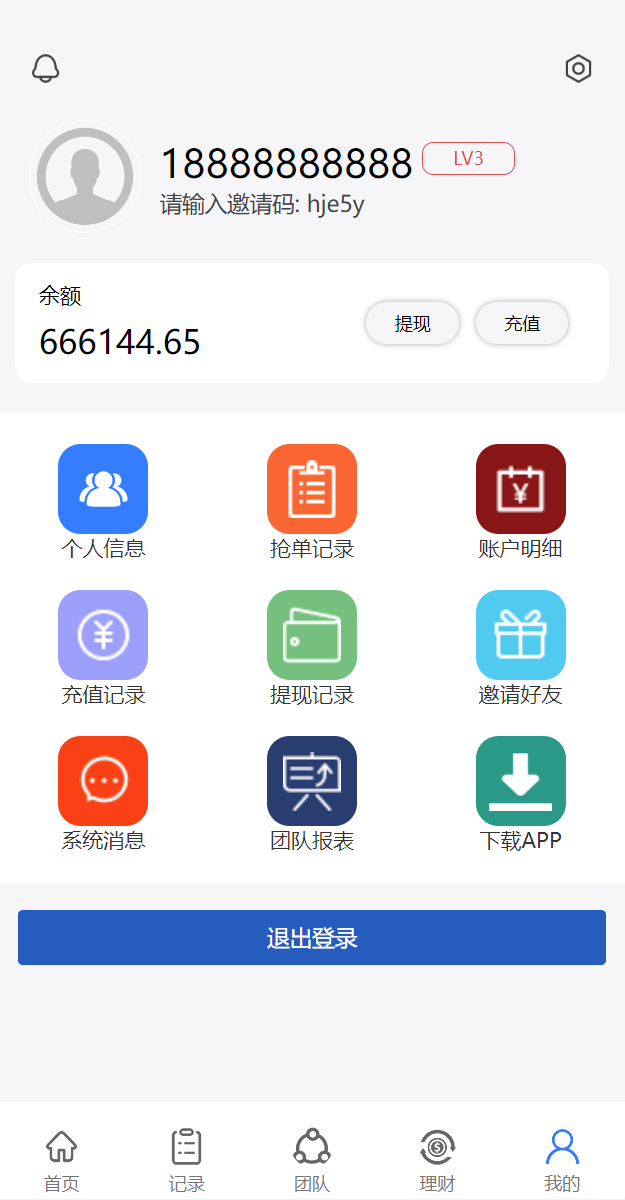 18888888888 LV3
请输入邀请码: hje5y
余额
666144.65
提现 充值
个人信息 抢单记录 账户明细
充值记录 提现记录 邀请好友
系统消息 团队报表 下载APP
退出登录
首页 记录 团队 理财 我的